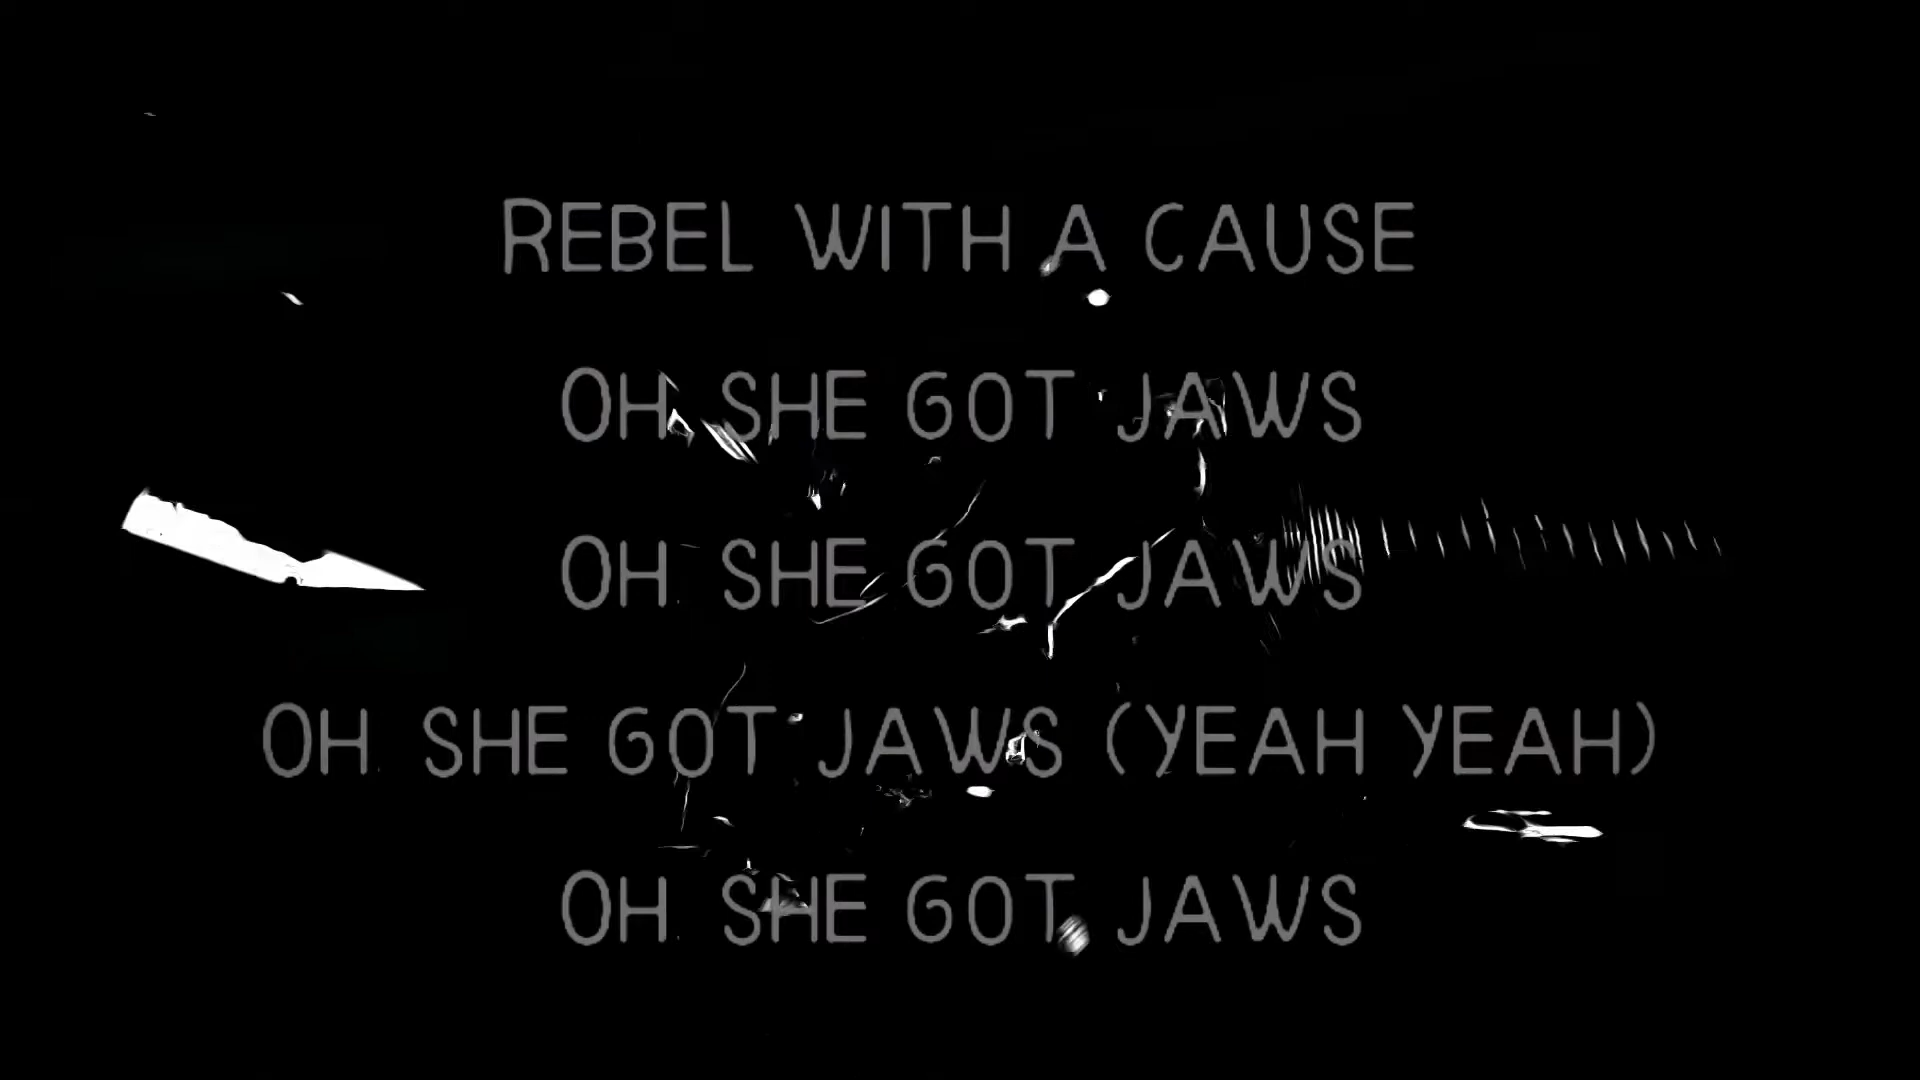 REBEL WITH A CAUSE
OH, SHE GOT JAWS
OH, SHE GOT JAWS
OH, SHE GOT JAWS (YEAH YEAH)
OH, SHE GOT JAWS